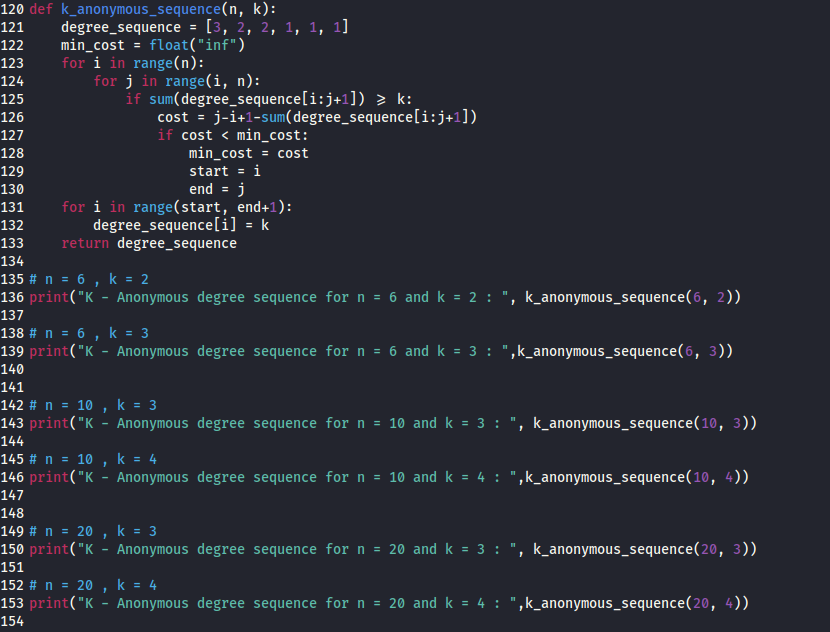 120 def k_anonymous_sequence(n, k):
121     degree_sequence = [3, 2, 2, 1, 1, 1]
122     min_cost = float("inf")
123     for i in range(n):
124         for j in range(i, n):
125             if sum(degree_sequence[i:j+1]) ⩾ k:
126                 cost = j-i+1-sum(degree_sequence[i:j+1])
127                 if cost < min_cost:
128                     min_cost = cost
129                     start = i
130                     end = j
131     for i in range(start, end+1):
132         degree_sequence[i] = k
133     return degree_sequence
134
135 # n = 6 , k = 2
136 print("K - Anonymous degree sequence for n = 6 and k = 2 : ", k_anonymous_sequence(6, 2))
137
138 # n = 6 , k = 3
139 print("K - Anonymous degree sequence for n = 6 and k = 3 : ",k_anonymous_sequence(6, 3))
140
141
142 # n = 10 , k = 3
143 print("K - Anonymous degree sequence for n = 10 and k = 3 : ", k_anonymous_sequence(10, 3))
144
145 # n = 10 , k = 4
146 print("K - Anonymous degree sequence for n = 10 and k = 4 : ",k_anonymous_sequence(10, 4))
147
148
149 # n = 20 , k = 3
150 print("K - Anonymous degree sequence for n = 20 and k = 3 : ", k_anonymous_sequence(20, 3))
151
152 # n = 20 , k = 4
153 print("K - Anonymous degree sequence for n = 20 and k = 4 : ",k_anonymous_sequence(20, 4))
154